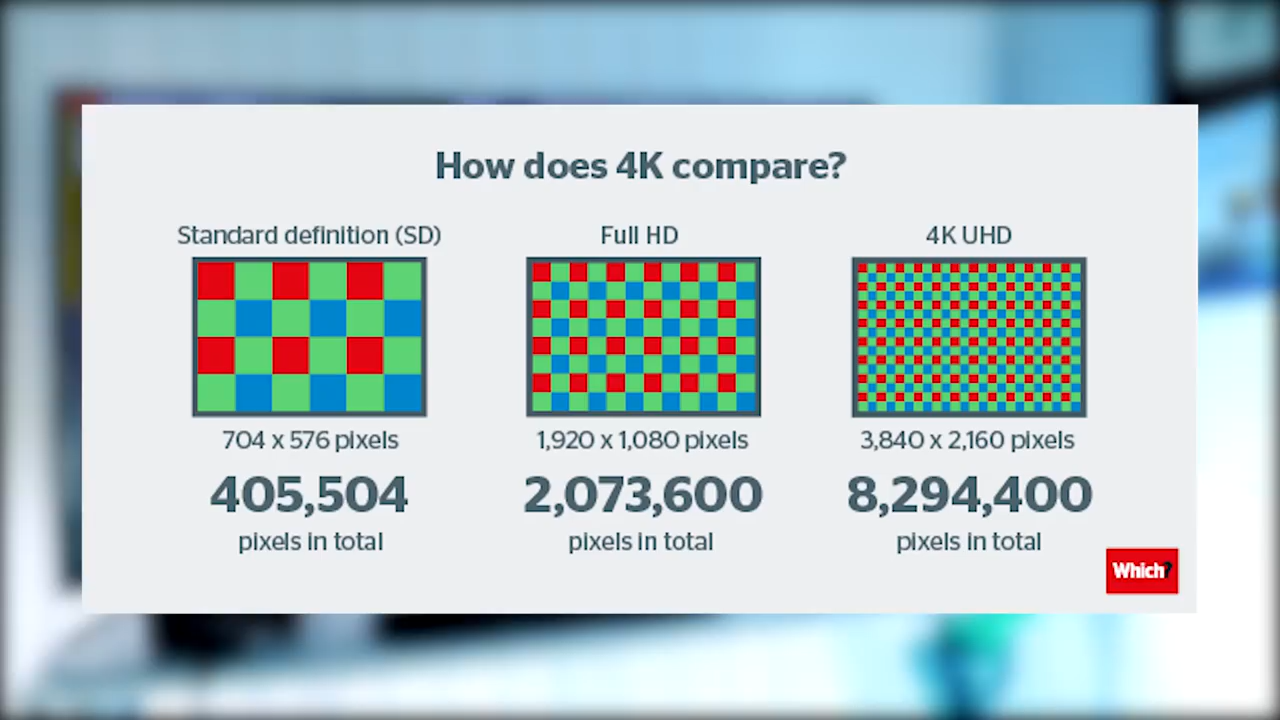 How does 4K compare?
Standard definition (SD)
Full HD
4K UHD
704 x 576 pixels
1,920 x 1,080 pixels
3,840 x 2,160 pixels
405,504
2,073,600
8,294,400
pixels in total
pixels in total
pixels in total
Which?